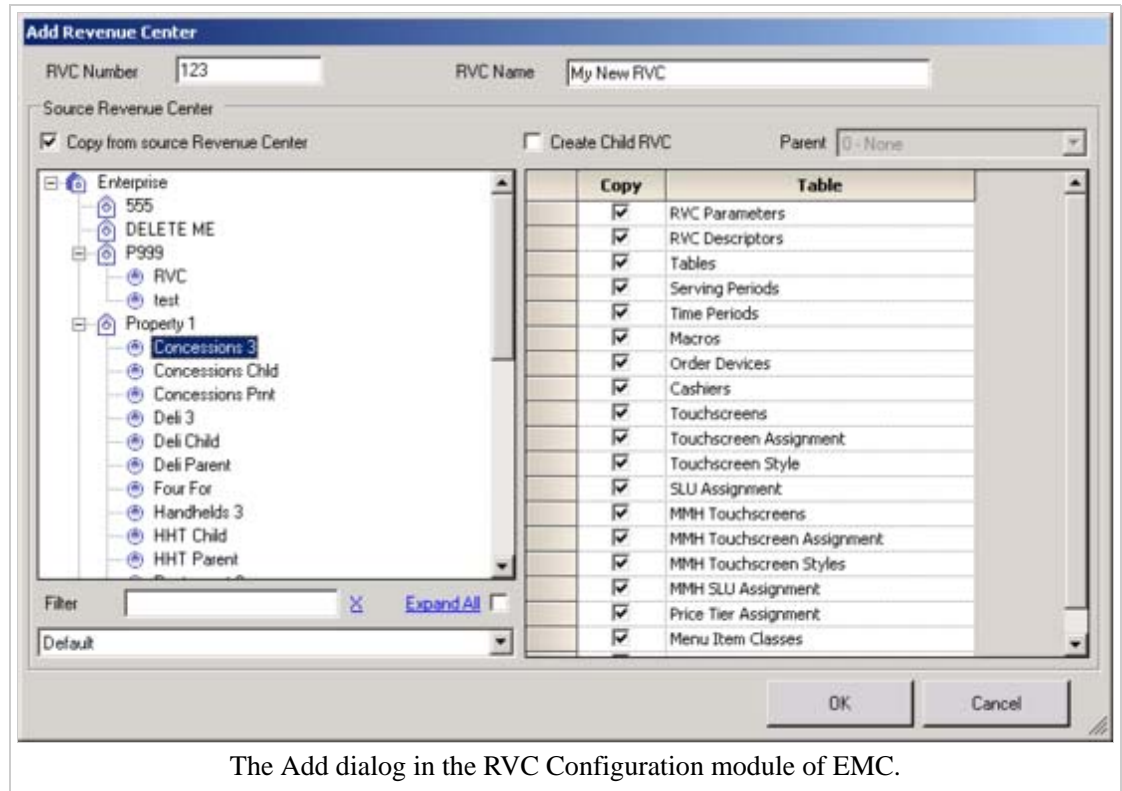 Add Revenue Center
RVC Number 123 RVC Name My New RVC
Source Revenue Center
Copy from source Revenue Center Create Child RVC Parent 0 - None
Enterprise
555
DELETE ME
P999
RVC
test
Property 1
Concessions 3
Concessions Chld
Concessions Prnt
Deli 3
Deli Child
Deli Parent
Four For
Handhelds 3
HHT Child
HHT Parent
Filter X Expand All
Default
Copy Table
RVC Parameters
RVC Descriptors
Tables
Serving Periods
Time Periods
Macros
Order Devices
Cashiers
Touchscreens
Touchscreen Assignment
Touchscreen Style
SLU Assignment
MMH Touchscreens
MMH Touchscreen Assignment
MMH Touchscreen Styles
MMH SLU Assignment
Price Tier Assignment
Menu Item Classes
OK Cancel
The Add dialog in the RVC Configuration module of EMC.